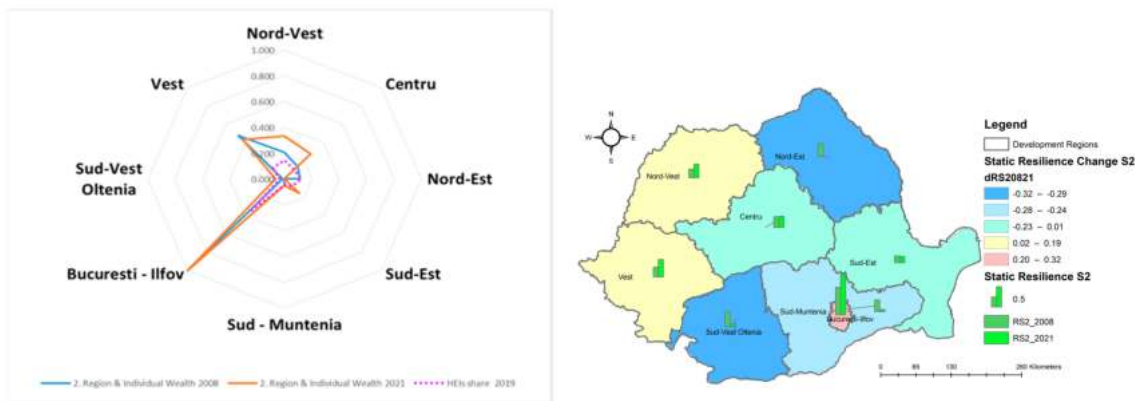 Nord-Vest
1.000
Vest
0.800
Centru
0.600
0.400
0.200
Sud-Vest
Oltenia
0.000
Nord-Est
Bucuresti - Ilfov
Sud-Est
Sud - Muntenia
2. Region & Individual Wealth 2008
2. Region & Individual Wealth 2021
HEIs share 2019
N
W
E
S
Nord-Est
Nord-Vest
Centru
Vest
Sud-Est
Sud-Muntenia
Bucuresti-Ilfov
Sud-Vest Oltenia
Legend
Development Regions
Static Resilience Change S2
dRS20821
-0.32 – -0.29
-0.28 – -0.24
-0.23 – 0.01
0.02 – 0.19
0.20 – 0.32
Static Resilience S2
0.5
RS2_2008
RS2_2021
0
65
130
260 Kilometers